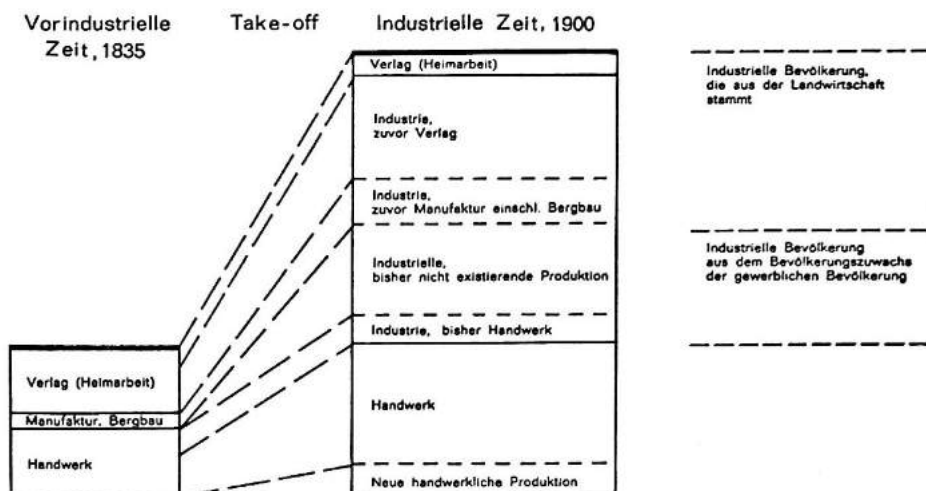 Vorindustrielle
Zeit, 1835
Take-off
Industrielle Zeit, 1900
Verlag (Heimarbeit)
Industrie,
zuvor Verlag
Industrie,
zuvor Manufaktur einschl. Bergbau
Industrielle,
bisher nicht existierende Produktion
Industrie, bisher Handwerk
Handwerk
Neue handwerkliche Produktion
Verlag (Heimarbeit)
Manufaktur, Bergbau
Handwerk
Industrielle Bevölkerung,
die aus der Landwirtschaft
stammt
Industrielle Bevölkerung
aus dem Bevölkerungszuwachs
der gewerblichen Bevölkerung